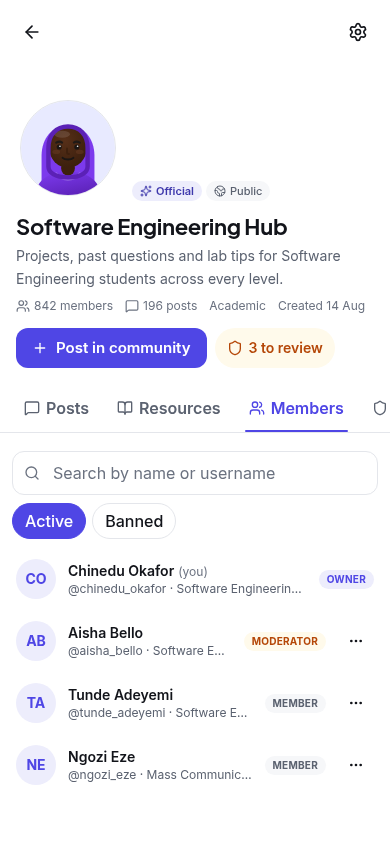 Official
Public
Software Engineering Hub
Projects, past questions and lab tips for Software
Engineering students across every level.
842 members 196 posts Academic Created 14 Aug
Post in community
3 to review
Posts Resources Members
Search by name or username
Active
Banned
CO
Chinedu Okafor (you)
@chinedu_okafor · Software Engineerin...
OWNER
AB
Aisha Bello
@aisha_bello · Software E...
MODERATOR
TA
Tunde Adeyemi
@tunde_adeyemi · Software E...
MEMBER
NE
Ngozi Eze
@ngozi_eze · Mass Communic...
MEMBER